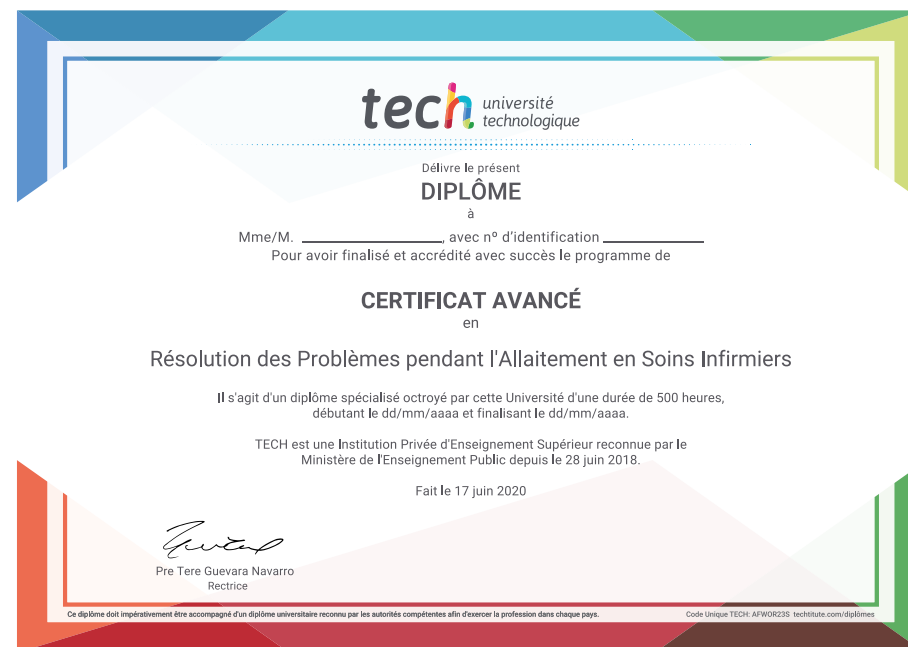 tech université
technologique
Délivre le présent
DIPLÔME
à
Mme/M. ____________________, avec nº d'identification ______________
Pour avoir finalisé et accrédité avec succès le programme de
CERTIFICAT AVANCÉ
en
Résolution des Problèmes pendant l'Allaitement en Soins Infirmiers
Il s'agit d'un diplôme spécialisé octroyé par cette Université d'une durée de 500 heures,
débutant le dd/mm/aaaa et finalisant le dd/mm/aaaa.
TECH est une Institution Privée d'Enseignement Supérieur reconnue par le
Ministère de l'Enseignement Public depuis le 28 juin 2018.
Fait le 17 juin 2020
Pre Tere Guevara Navarro
Rectrice
Ce diplôme doit impérativement être accompagné d'un diplôme universitaire reconnu par les autorités compétentes afin d'exercer la profession dans chaque pays. Code Unique TECH: AFWOR23S techtitute.com/diplômes